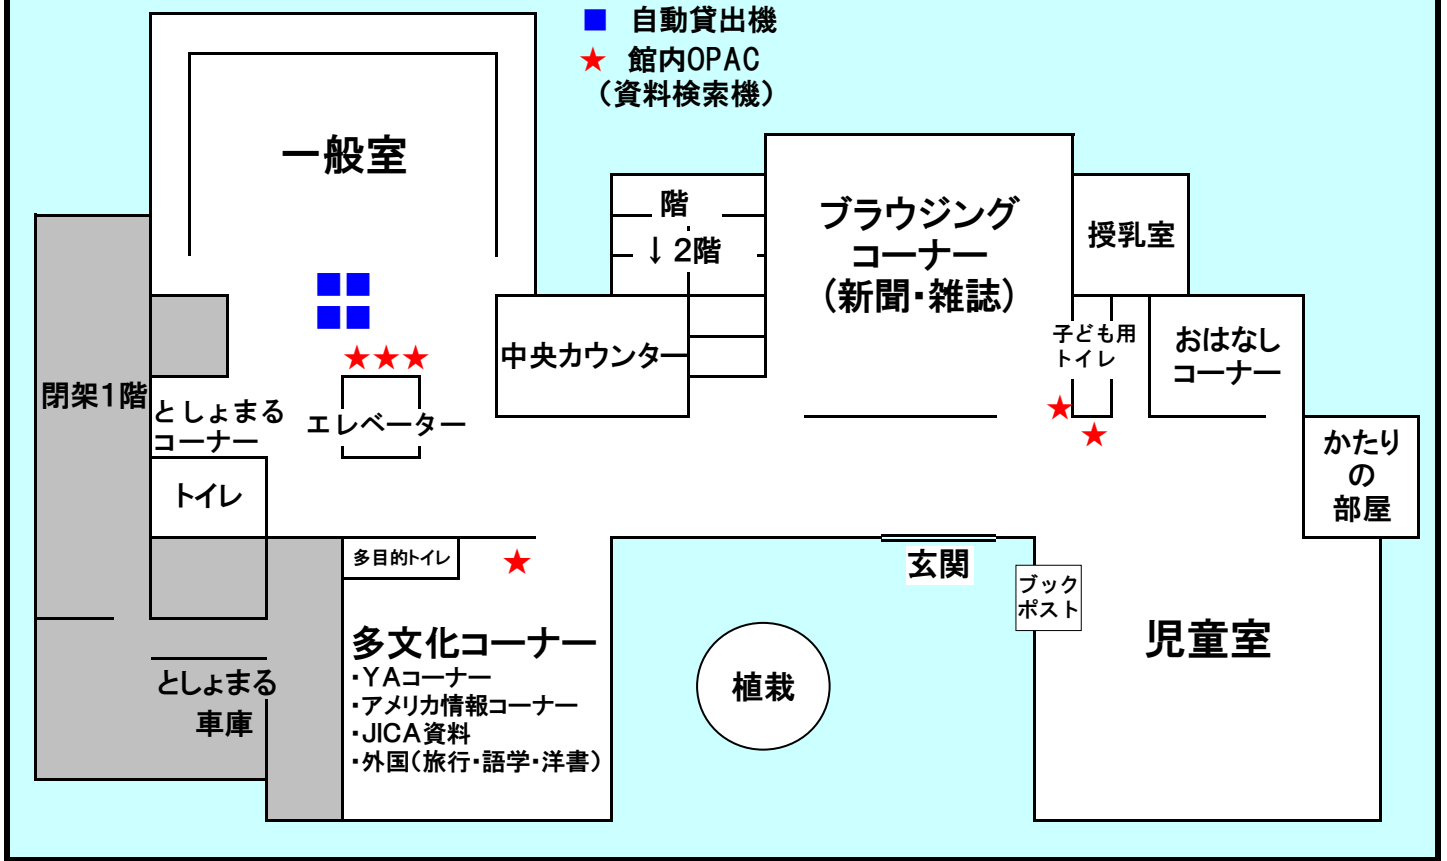 ■ 自動貸出機
★ 館内OPAC
（資料検索機）
一般室
階
↓2階
ブラウジング
コーナー
（新聞・雑誌）
授乳室
中央カウンター
子ども用
トイレ
おはなし
コーナー
閉架1階
としょまる
コーナー
エレベーター
かたり
の
部屋
トイレ
多目的トイレ
玄関
ブック
ポスト
多文化コーナー
・YAコーナー
・アメリカ情報コーナー
・JICA資料
・外国（旅行・語学・洋書）
児童室
植栽
としょまる
車庫